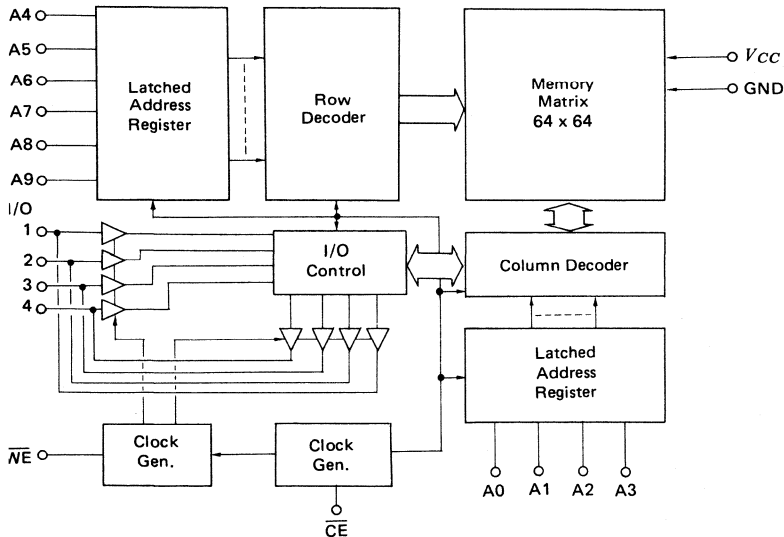 A4
A5
A6
A7
A8
A9
Latched
Address
Register
Row
Decoder
Memory
Matrix
64 x 64
VCC
GND
I/O
1
2
3
4
I/O
Control
Column Decoder
Latched
Address
Register
Clock
Gen.
Clock
Gen.
WE
CE
A0
A1
A2
A3